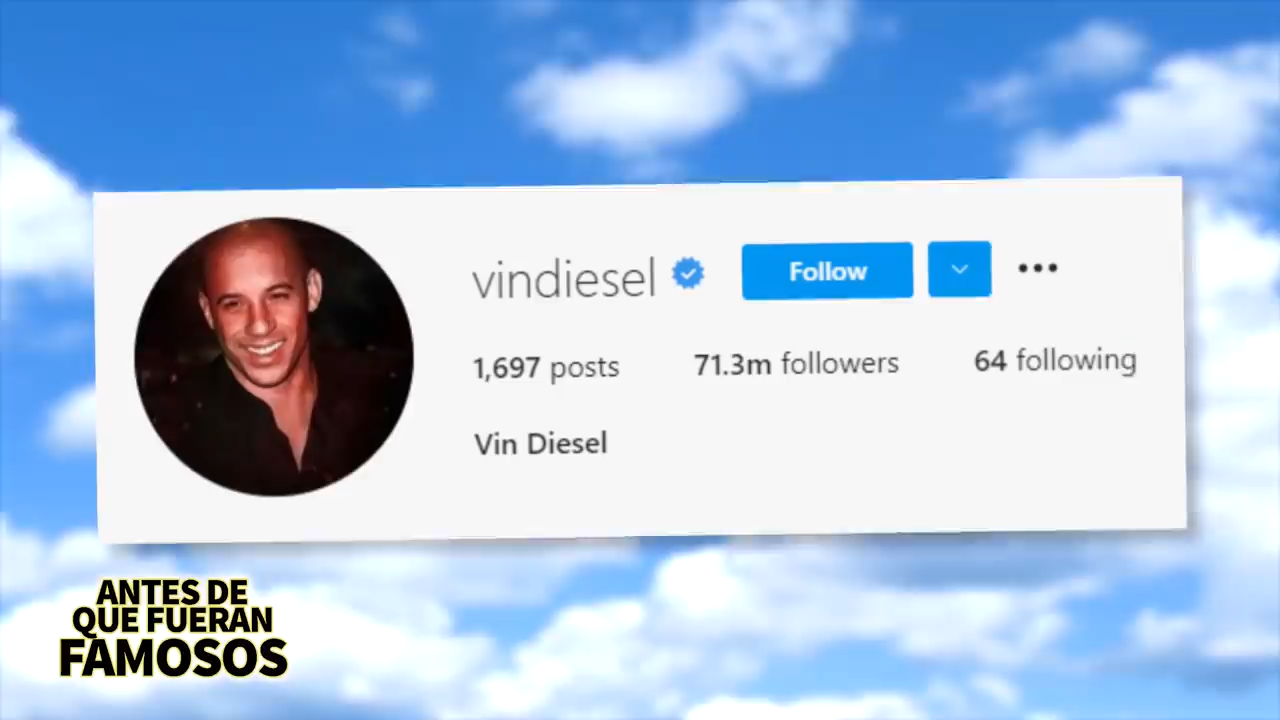 vindiesel
Follow
1,697 posts 71.3m followers 64 following
Vin Diesel
ANTES DE
QUE FUERAN
FAMOSOS